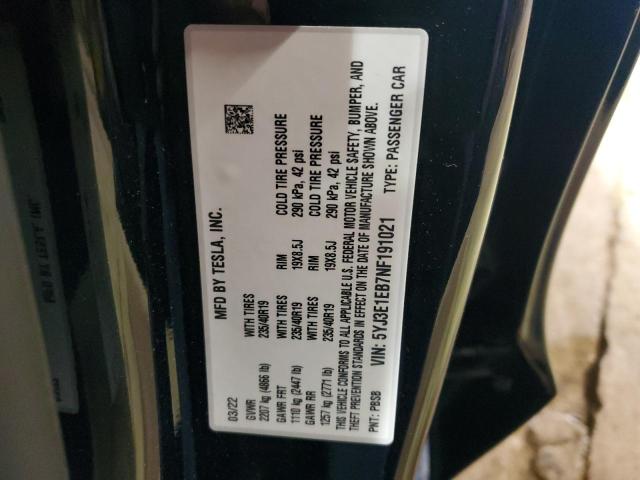 MFD BY TESLA, INC.
03/22
GVWR WITH TIRES RIM COLD TIRE PRESSURE
2207 kg (4866 lb) 235/40R19 19X8.5J 290 kPa, 42 psi
GAWR FRT WITH TIRES RIM COLD TIRE PRESSURE
1110 kg (2447 lb) 235/40R19 19X8.5J 290 kPa, 42 psi
GAWR RR
1257 kg (2771 lb) 235/40R19
THIS VEHICLE CONFORMS TO ALL APPLICABLE U.S. FEDERAL MOTOR VEHICLE SAFETY, BUMPER, AND
THEFT PREVENTION STANDARDS IN EFFECT ON THE DATE OF MANUFACTURE SHOWN ABOVE.
VIN: 5YJ3E1EB7NF191021 TYPE: PASSENGER CAR
PNT: PBSB